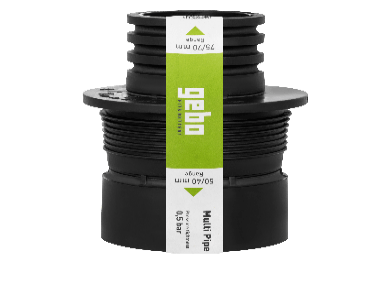 75/70 mm
Range
gebo
50/40 mm
Range
Multi Pipe
0,5 bar